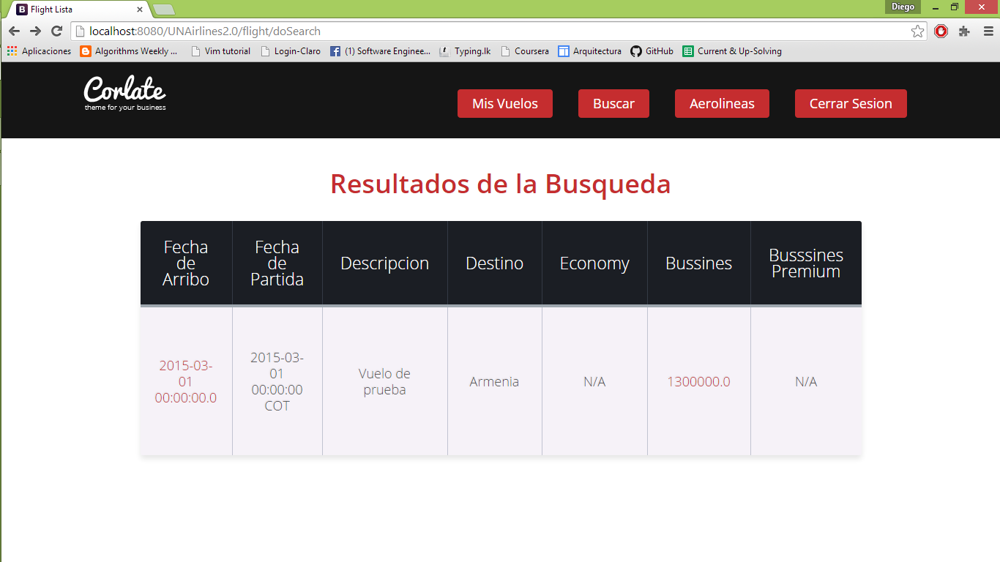 Flight Lista
Diego
localhost:8080/UNAirlines2.0/flight/doSearch
Aplicaciones
Algorithms Weekly ...
Vim tutorial
Login-Claro
(1) Software Enginee...
Typing.lk
Coursera
Arquitectura
GitHub
Current & Up-Solving
Corlate
theme for your business
Mis Vuelos
Buscar
Aerolineas
Cerrar Sesion
Resultados de la Busqueda
Fecha
de
Arribo
Fecha
de
Partida
Descripcion
Destino
Economy
Bussines
Busssines
Premium
2015-03-
01
00:00:00.0
2015-03-
01
00:00:00
COT
Vuelo de
prueba
Armenia
N/A
1300000.0
N/A